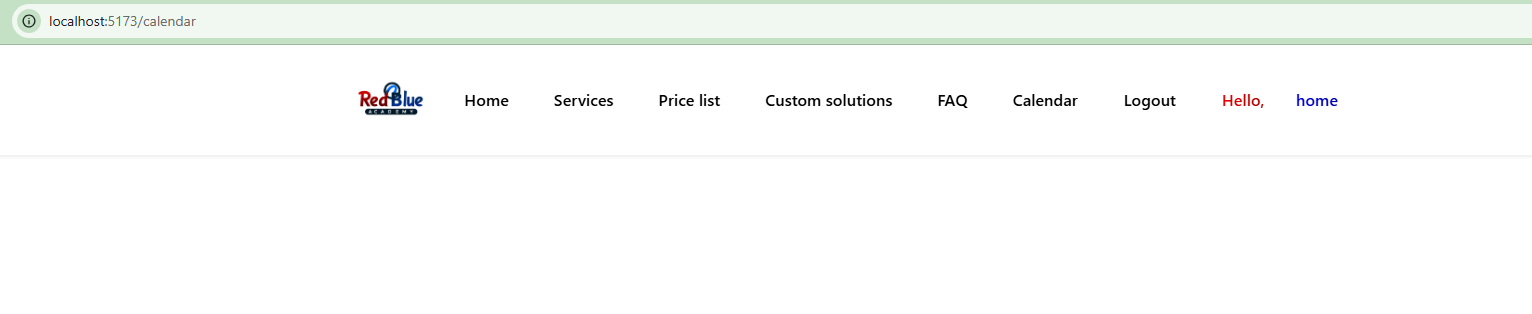 localhost:5173/calendar
RedBlue
ACADEMY
Home Services Price list Custom solutions FAQ Calendar Logout Hello, home